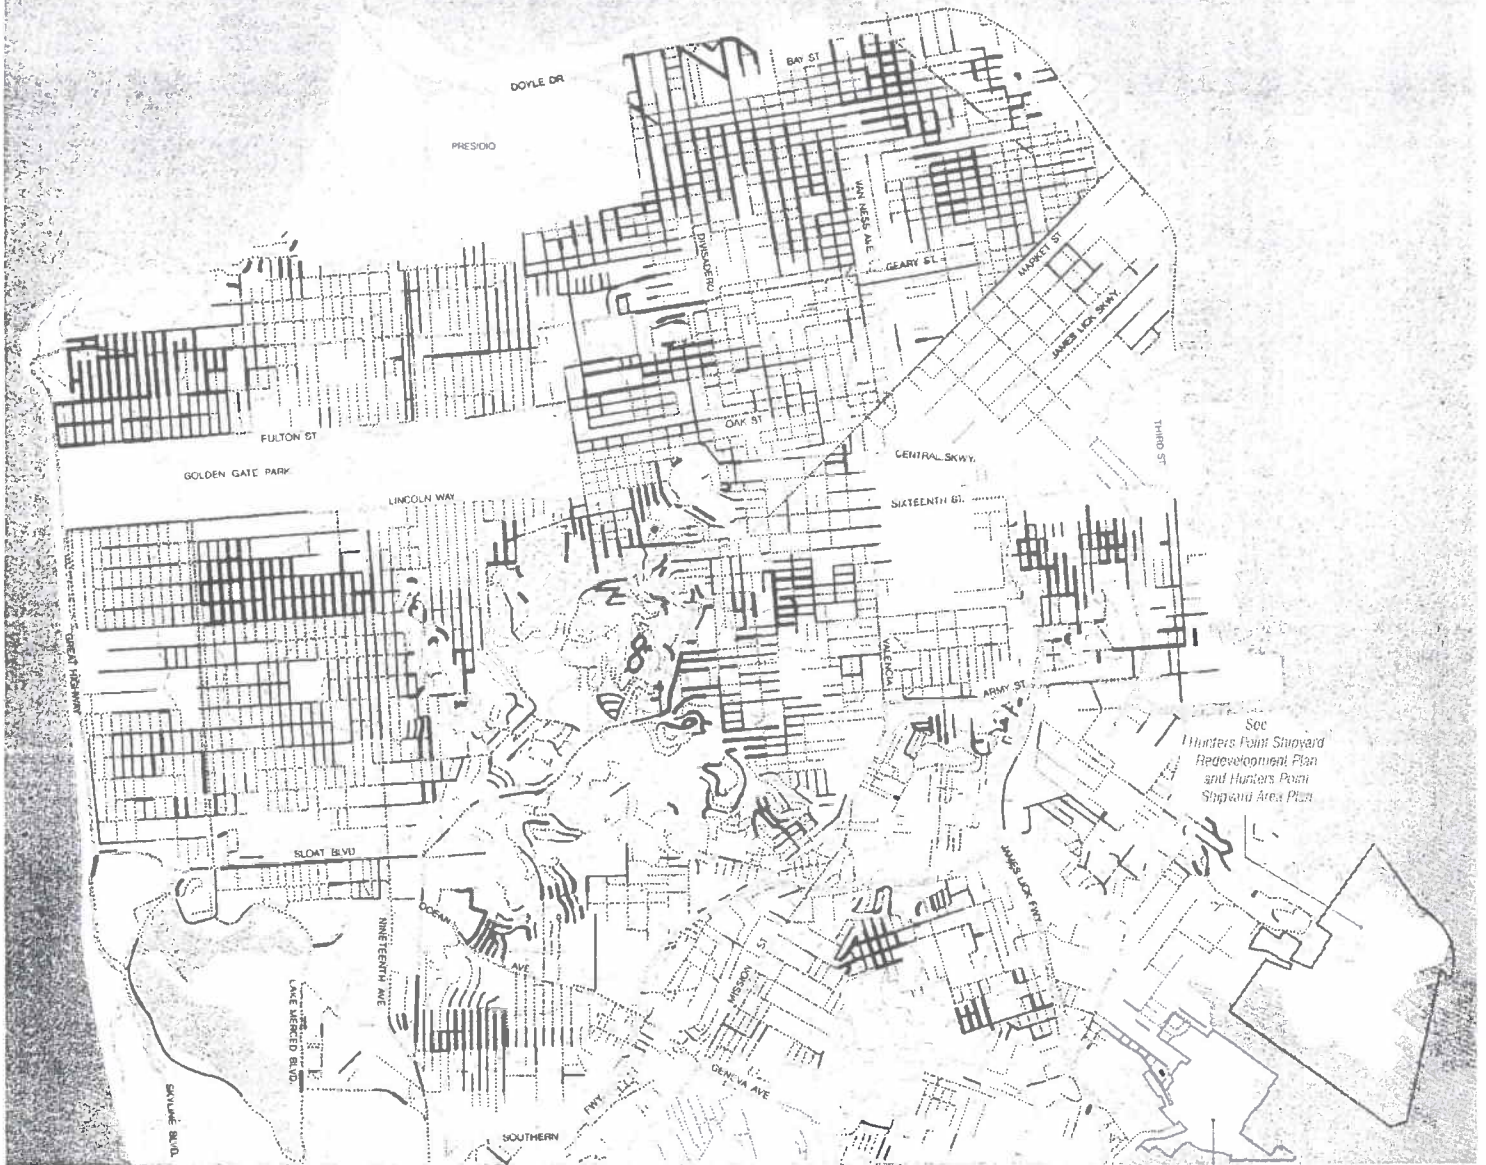 DOYLE DR.
BAY ST
PRESIDIO
VAN NESS AVE.
DIVISADERO
GEARY ST.
MARKET ST
JAMES LICK SKWY.
FULTON ST
OAK ST
THIRD ST.
CENTRAL SKWY.
GOLDEN GATE PARK
LINCOLN WAY
SIXTEENTH ST.
GREAT HIGHWAY
VALENCIA
ARMY ST.
See
Hunters Point Shipyard
Redevelopment Plan
and Hunters Point
Shipyard Area Plan
SLOAT BLVD
JAMES LICK FWY.
OCEAN
AVE
NINETEENTH AVE
MISSION ST
LAKE MERCED BLVD.
SKYLINE BLVD.
GENEVA AVE
SOUTHERN
FWY.